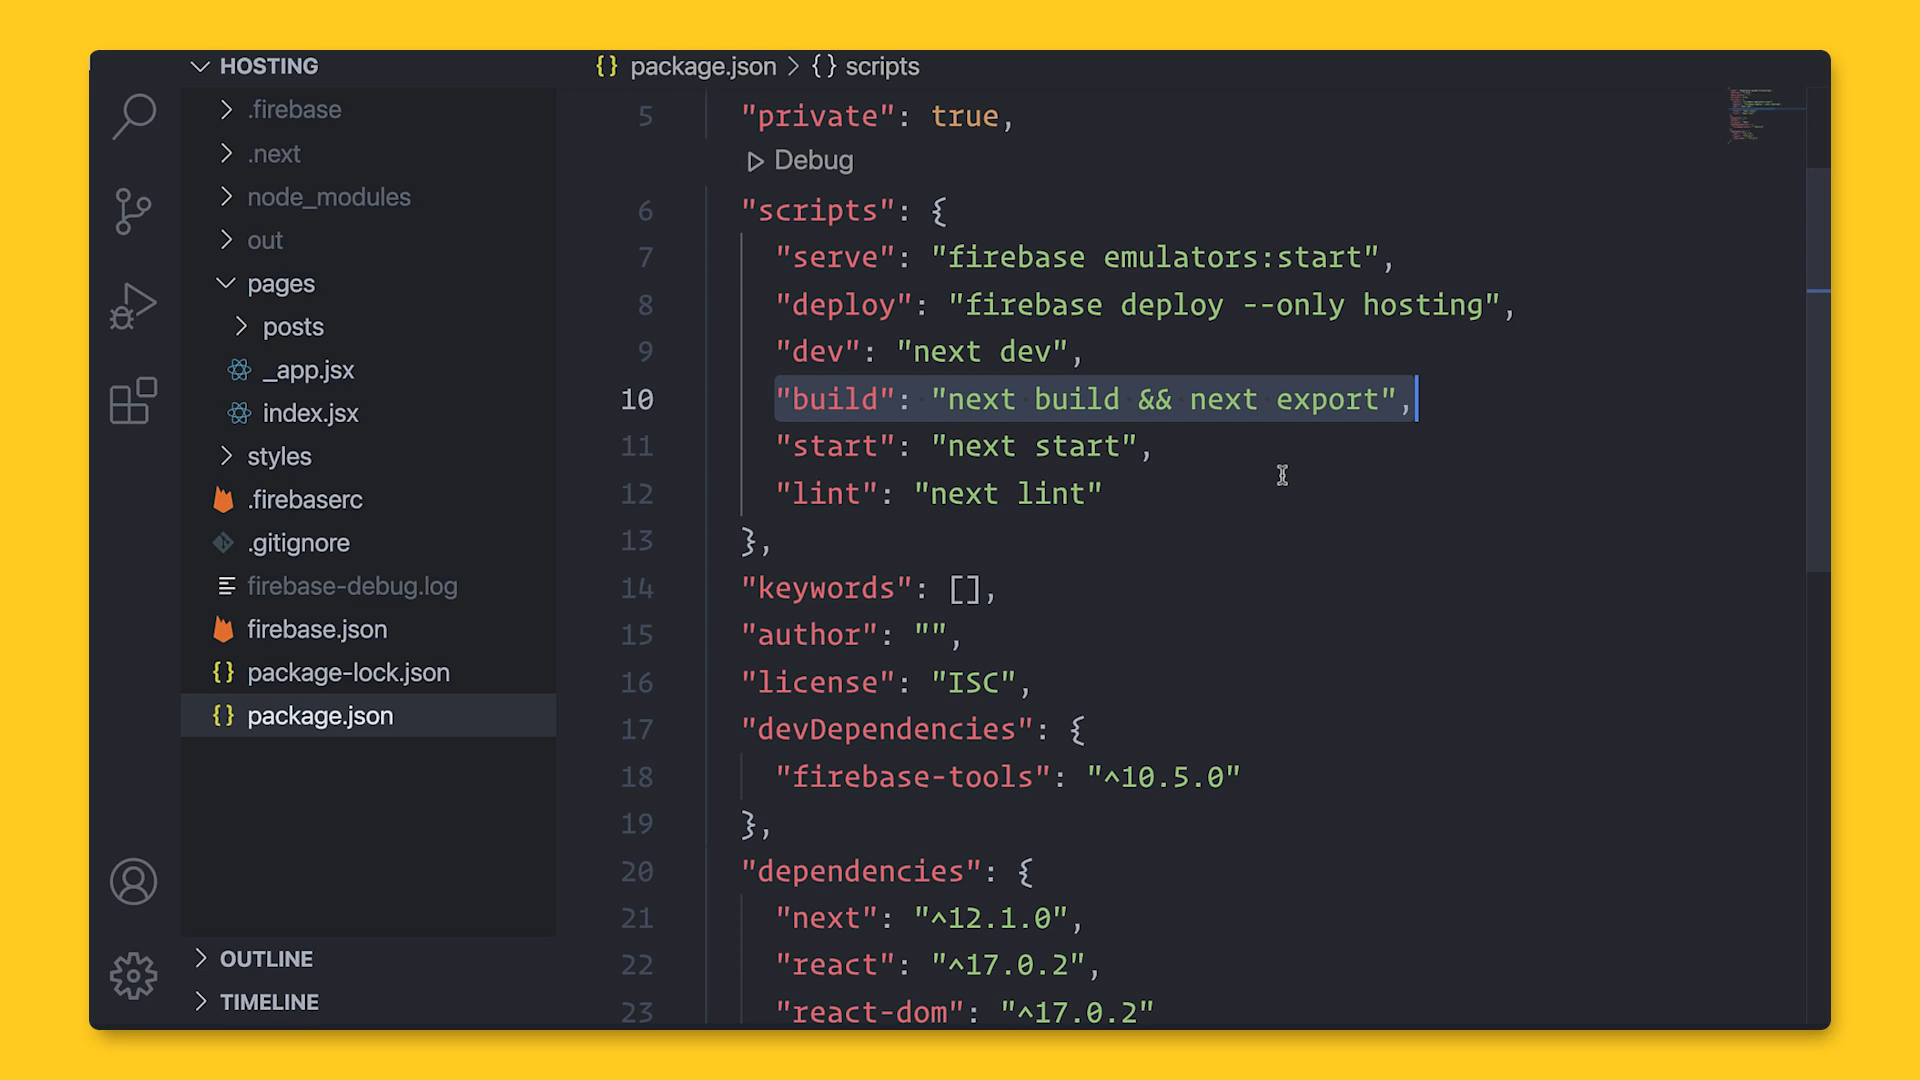 HOSTING
.firebase
.next
node_modules
out
pages
posts
_app.jsx
index.jsx
styles
.firebaserc
.gitignore
firebase-debug.log
firebase.json
package-lock.json
package.json
OUTLINE
TIMELINE
{} package.json > {} scripts
5 "private": true,
Debug
6 "scripts": {
7 "serve": "firebase emulators:start",
8 "deploy": "firebase deploy --only hosting",
9 "dev": "next dev",
10 "build": "next build && next export",
11 "start": "next start",
12 "lint": "next lint"
13 },
14 "keywords": [],
15 "author": "",
16 "license": "ISC",
17 "devDependencies": {
18 "firebase-tools": "^10.5.0"
19 },
20 "dependencies": {
21 "next": "^12.1.0",
22 "react": "^17.0.2",
23 "react-dom": "^17.0.2"